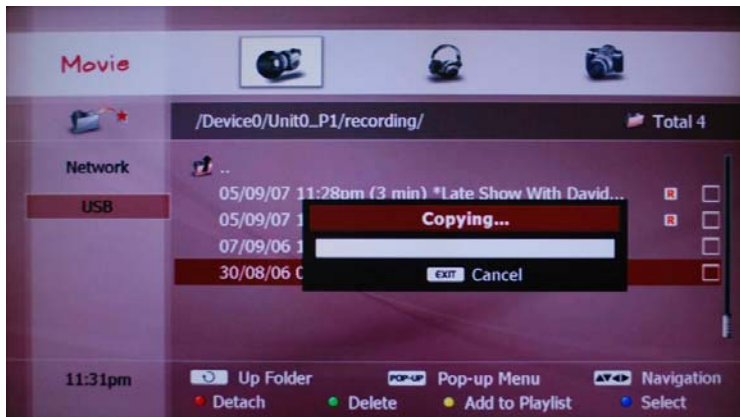 Movie
/Device0/Unit0_P1/recording/ Total 4
Network
USB
..
05/09/07 11:28pm (3 min) *Late Show With David... R
05/09/07 1 R
07/09/06 1
30/08/06 0
Copying...
EXIT Cancel
11:31pm
Up Folder POP-UP Pop-up Menu Navigation
Detach Delete Add to Playlist Select